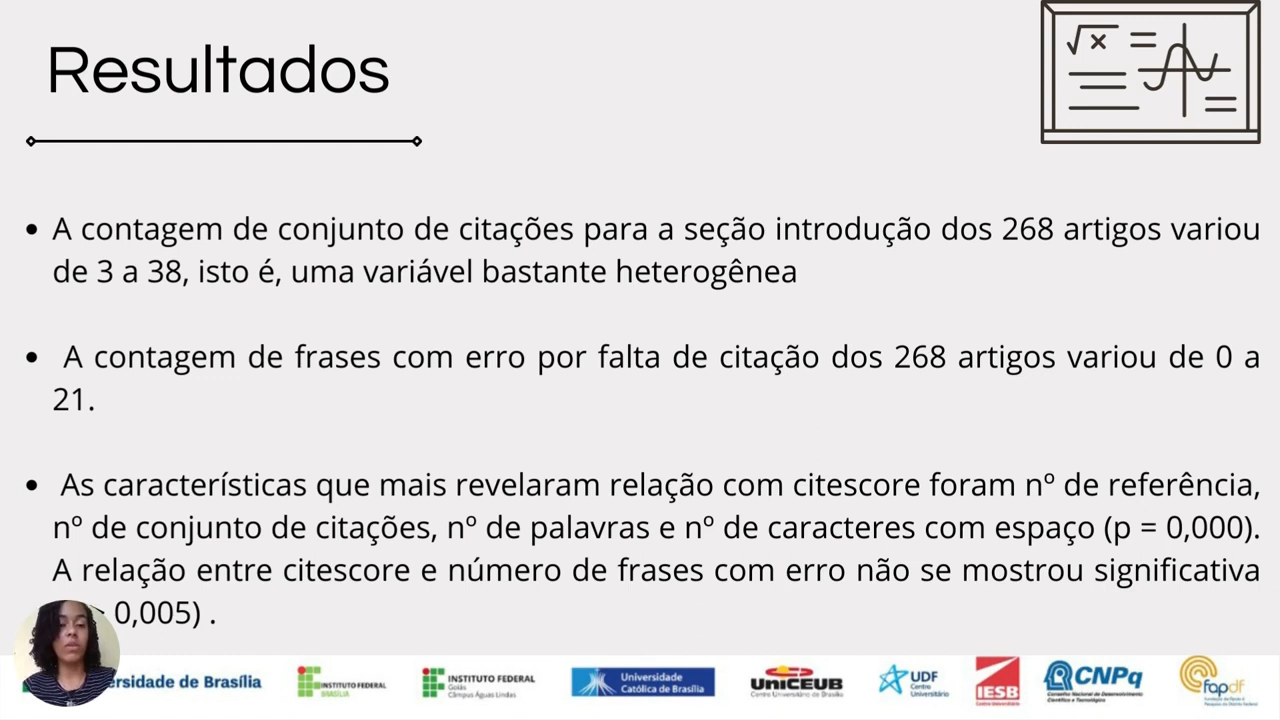 Resultados
• A contagem de conjunto de citações para a seção introdução dos 268 artigos variou
de 3 a 38, isto é, uma variável bastante heterogênea
• A contagem de frases com erro por falta de citação dos 268 artigos variou de 0 a
21.
• As características que mais revelaram relação com citescore foram nº de referência,
nº de conjunto de citações, nº de palavras e nº de caracteres com espaço (p = 0,000).
A relação entre citescore e número de frases com erro não se mostrou significativa
0,005) .
de Brasília
INSTITUTO FEDERAL
BRASÍLIA
INSTITUTO FEDERAL
Goiás
Câmpus Águas Lindas
Universidade
Católica de Brasília
UniCEUB
Centro Universitário de Brasília
UDF
Centro
Universitário
IESB
Centro Universitário
CNPq
Conselho Nacional de Desenvolvimento
Científico e Tecnológico
fapdf